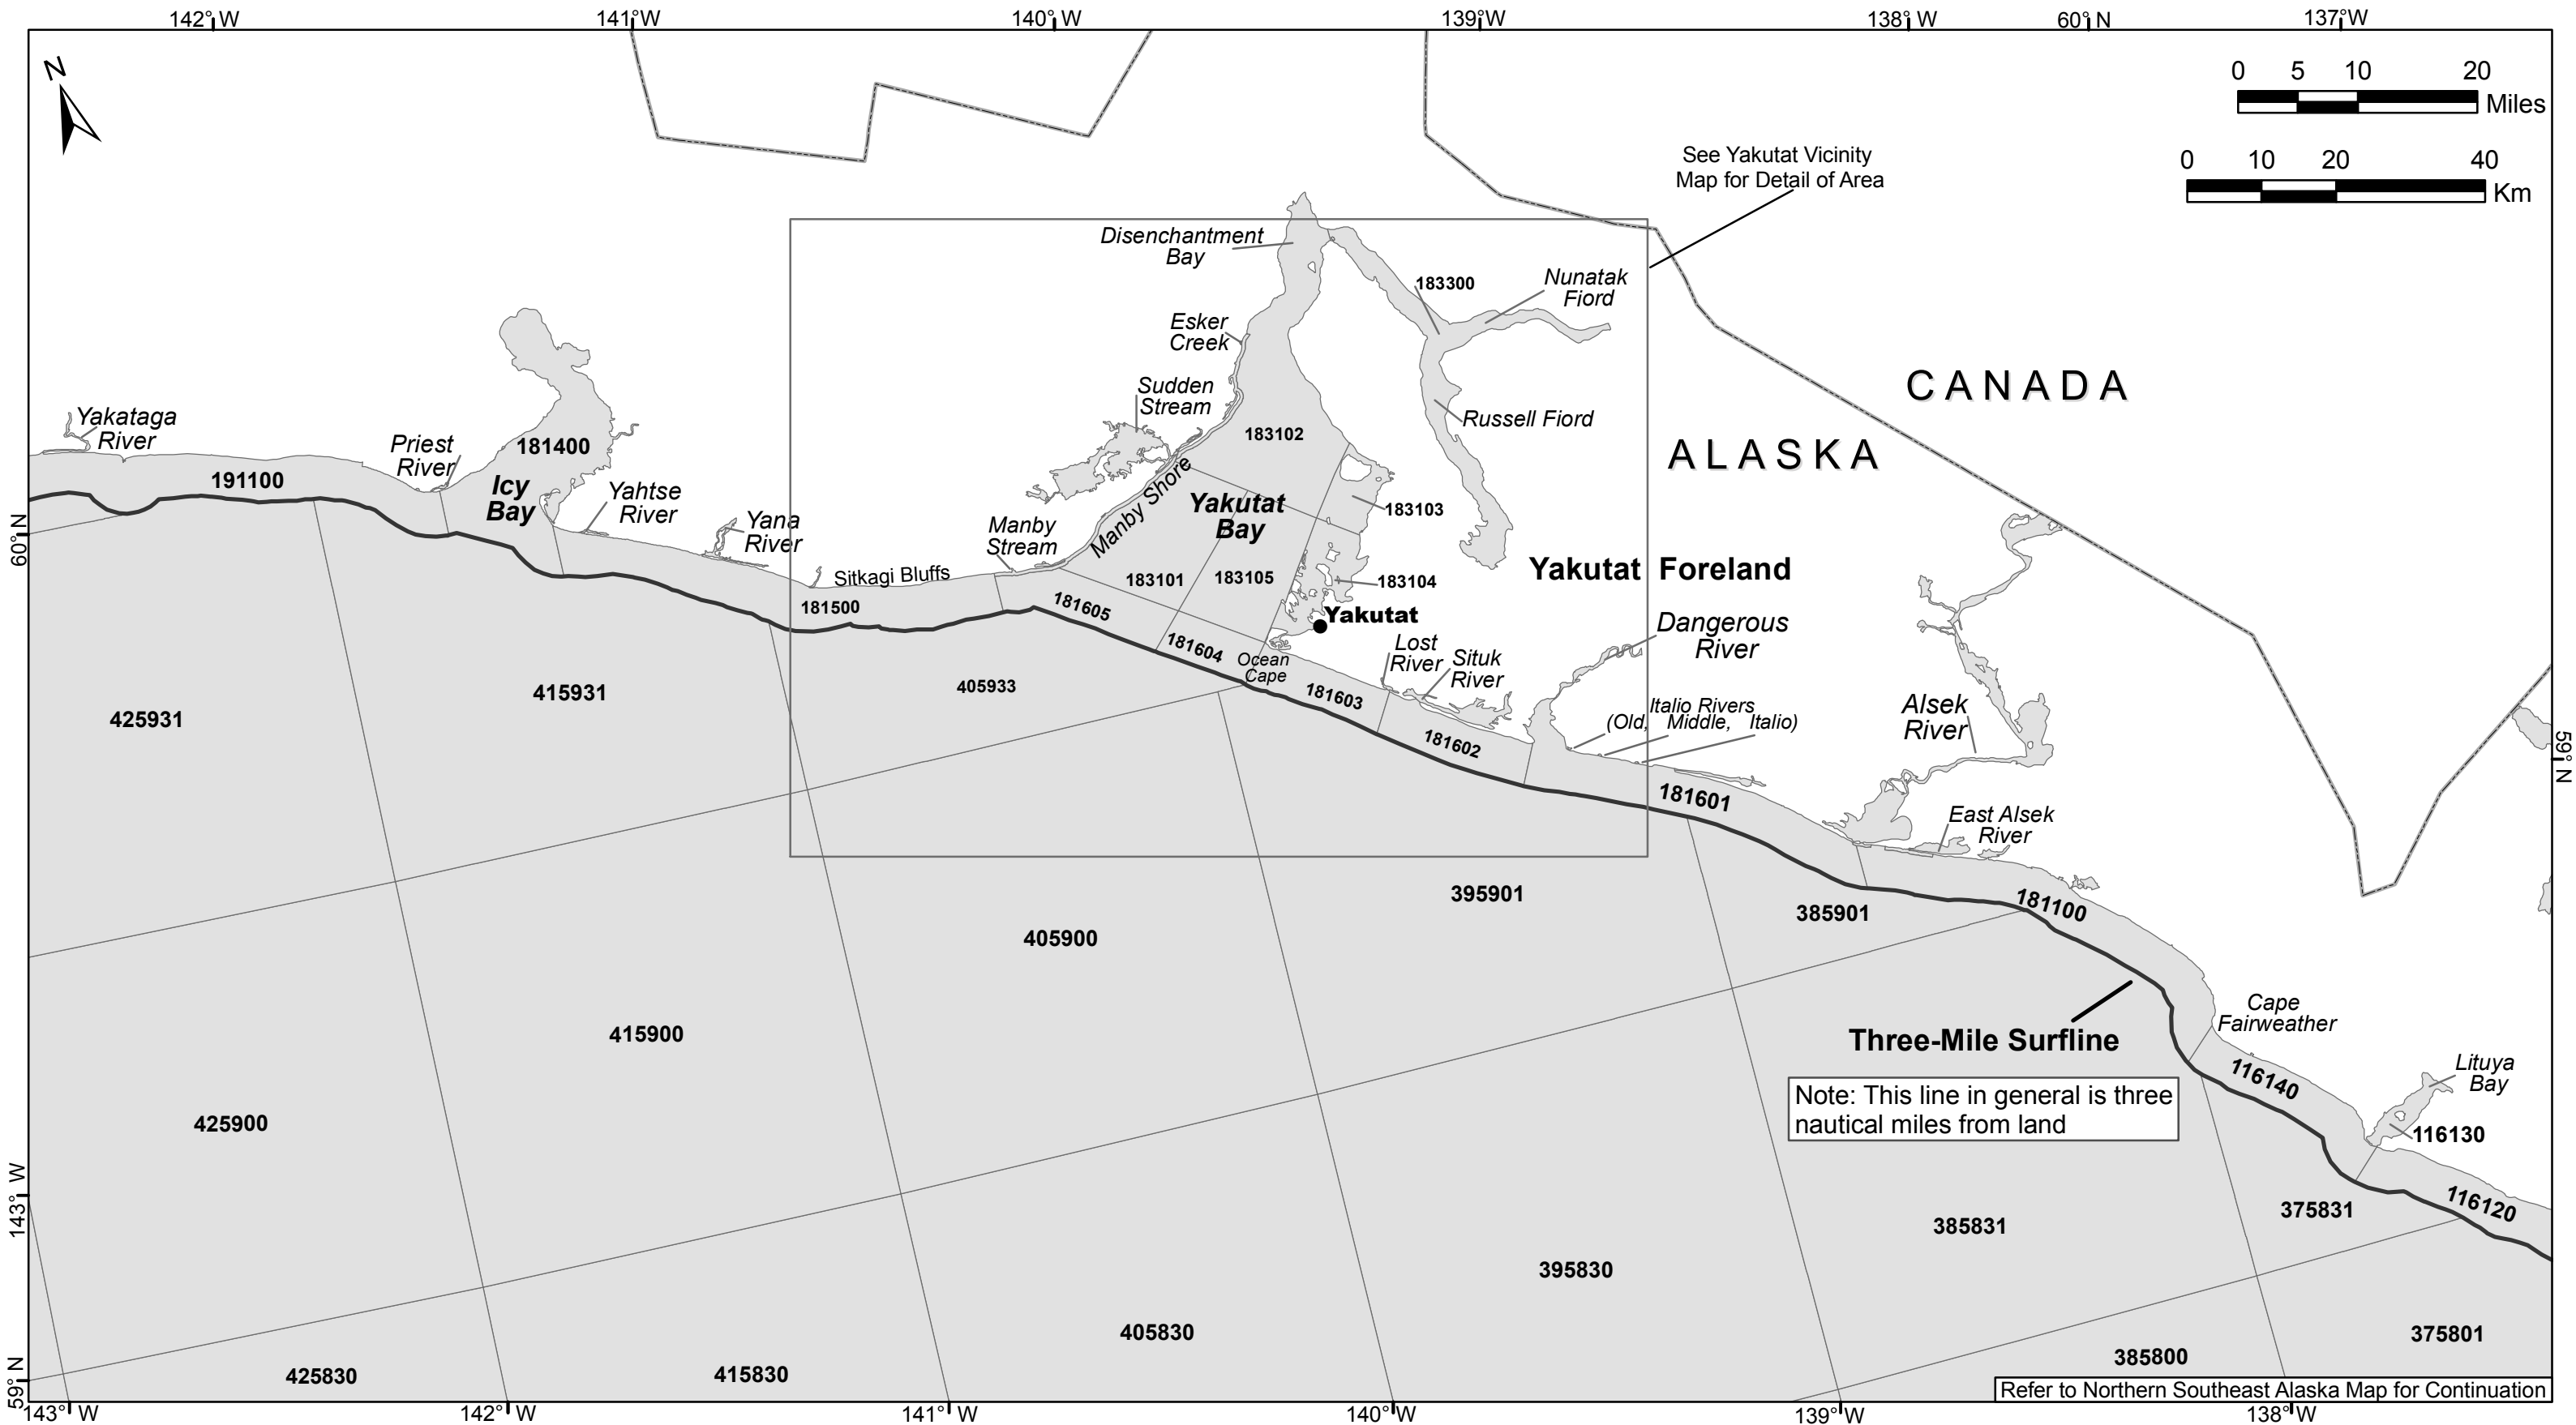 142° W
141° W
140° W
139° W
138° W
60° N
137° W
N
0 5 10 20
Miles
0 10 20 40
Km
See Yakutat Vicinity
Map for Detail of Area
Disenchantment
Bay
183300
Nunatak
Fiord
Esker
Creek
Sudden
Stream
Russell Fiord
CANADA
ALASKA
Yakataga
River
Priest
River
181400
191100
Icy
Bay
Yahtse
River
Yana
River
Manby
Stream
Manby Shore
183102
Yakutat
Bay
183103
60° N
Sitkagi Bluffs
183101
183105
183104
Yakutat Foreland
Yakutat
181500
181605
181604
Ocean
Cape
181603
Lost
River
Situk
River
181602
Dangerous
River
Italio Rivers
(Old, Middle, Italio)
Alsek
River
59° N
181601
East Alsek
River
425931
415931
405933
395901
385901
181100
405900
415900
425900
Cape
Fairweather
Three-Mile Surfline
Note: This line in general is three
nautical miles from land
116140
Lituya
Bay
116130
116120
143° W
375831
385831
395830
405830
375801
385800
415830
425830
59° N
Refer to Northern Southeast Alaska Map for Continuation
143° W
142° W
141° W
140° W
139° W
138° W